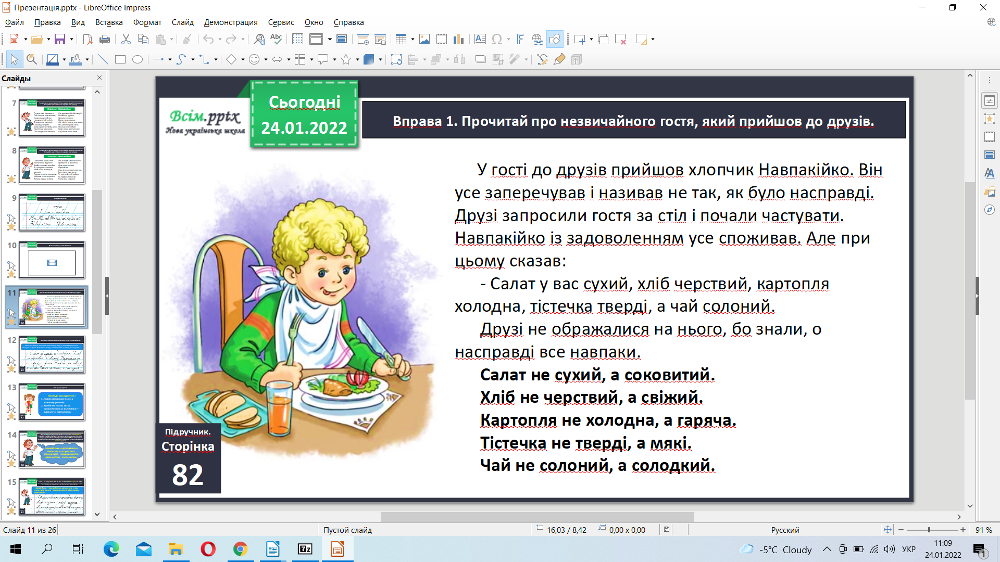 Презентація.pptx - LibreOffice Impress
Файл Правка Вид Вставка Формат Слайд Демонстрация Сервис Окно Справка
Слайды
7
8
9
10
11
12
13
14
15
Всім.pptx
Нова українська школа
Сьогодні
24.01.2022
Вправа 1. Прочитай про незвичайного гостя, який прийшов до друзів.
У гості до друзів прийшов хлопчик Навпакійко. Він
усе заперечував і називав не так, як було насправді.
Друзі запросили гостя за стіл і почали частувати.
Навпакійко із задоволенням усе споживав. Але при
цьому сказав:
- Салат у вас сухий, хліб черствий, картопля
холодна, тістечка тверді, а чай солоний.
Друзі не ображалися на нього, бо знали, о
насправді все навпаки.
Салат не сухий, а соковитий.
Хліб не черствий, а свіжий.
Картопля не холодна, а гаряча.
Тістечка не тверді, а мякі.
Чай не солоний, а солодкий.
Підручник.
Сторінка
82
Слайд 11 из 26
Пустой слайд
16,03 / 8,42
0,00 x 0,00
Русский
91 %
-5°C Cloudy
УКР
11:09
24.01.2022
1